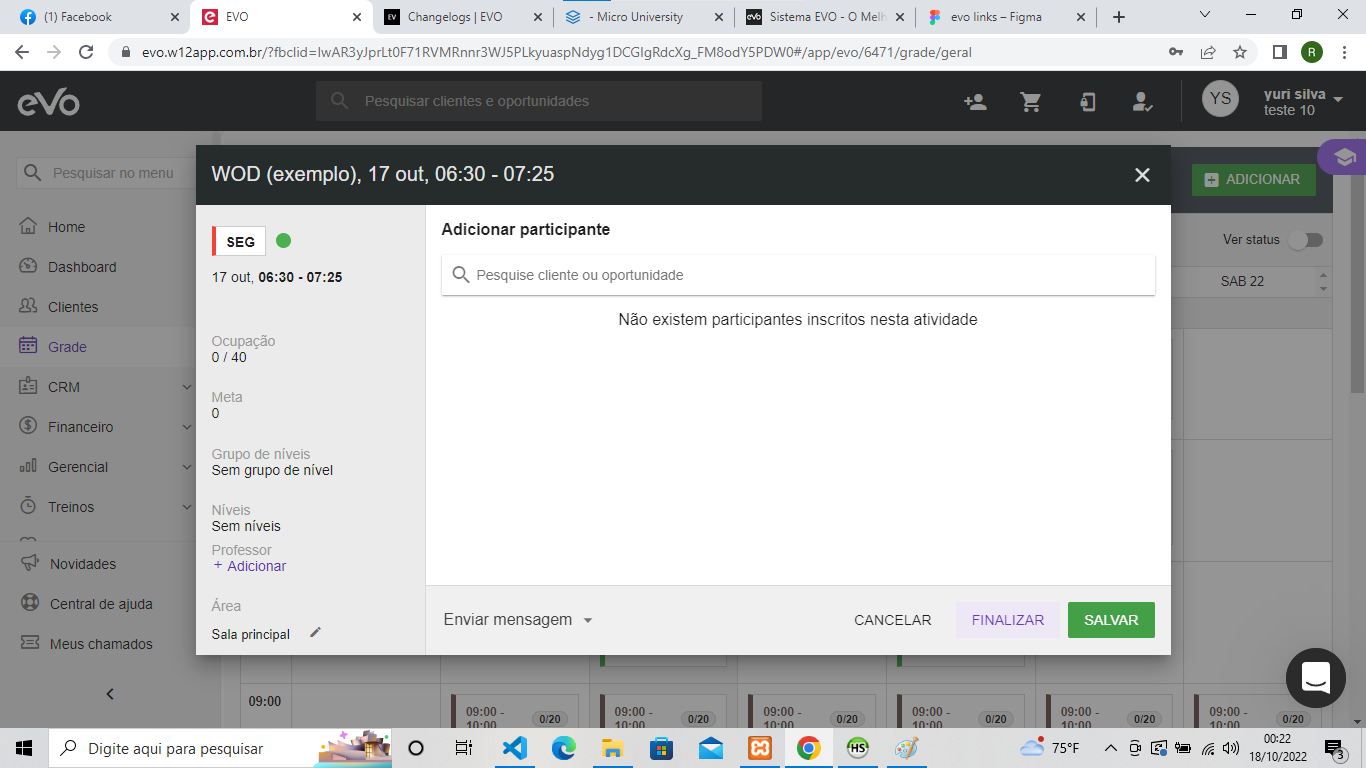 (1) Facebook
EVO
Changelogs | EVO
- Micro University
Sistema EVO - O Melh
evo links – Figma
evo.w12app.com.br/?fbclid=IwAR3yJprLt0F71RVMRnnr3WJ5PLkyuaspNdyg1DCGIgRdcXg_FM8odY5PDW0#/app/evo/6471/grade/geral
R
evo
Pesquisar clientes e oportunidades
YS
yuri silva
teste 10
Pesquisar no menu
Home
Dashboard
Clientes
Grade
CRM
Financeiro
Gerencial
Treinos
Novidades
Central de ajuda
Meus chamados
WOD (exemplo), 17 out, 06:30 - 07:25
SEG
17 out, 06:30 - 07:25
Ocupação
0 / 40
Meta
0
Grupo de níveis
Sem grupo de nível
Níveis
Sem níveis
Professor
+ Adicionar
Área
Sala principal
Adicionar participante
Pesquise cliente ou oportunidade
Não existem participantes inscritos nesta atividade
Enviar mensagem
CANCELAR
FINALIZAR
SALVAR
ADICIONAR
Ver status
SAB 22
09:00
09:00 - 10:00 0/20
09:00 - 10:00 0/20
09:00 - 10:00 0/20
09:00 - 10:00 0/20
09:00 - 10:00 0/20
09:00 - 10:00 0/20
Digite aqui para pesquisar
HS
75°F
00:22
18/10/2022
3